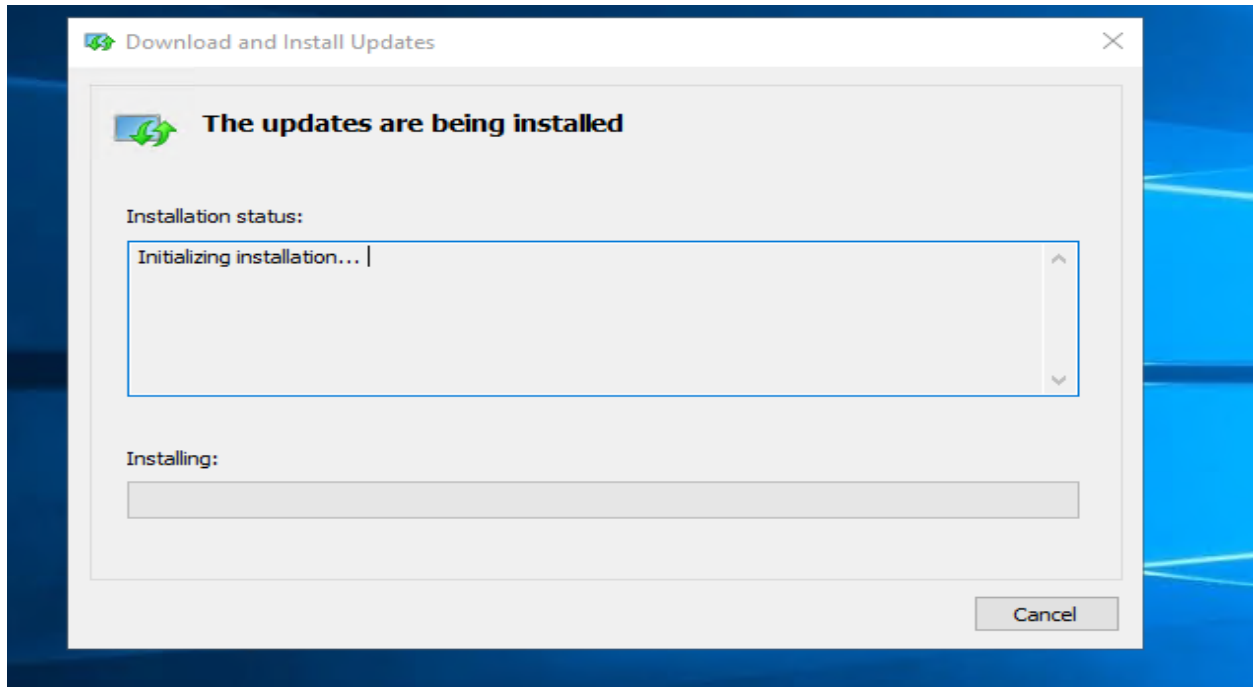 Download and Install Updates
The updates are being installed
Installation status:
Initializing installation...
Installing:
Cancel